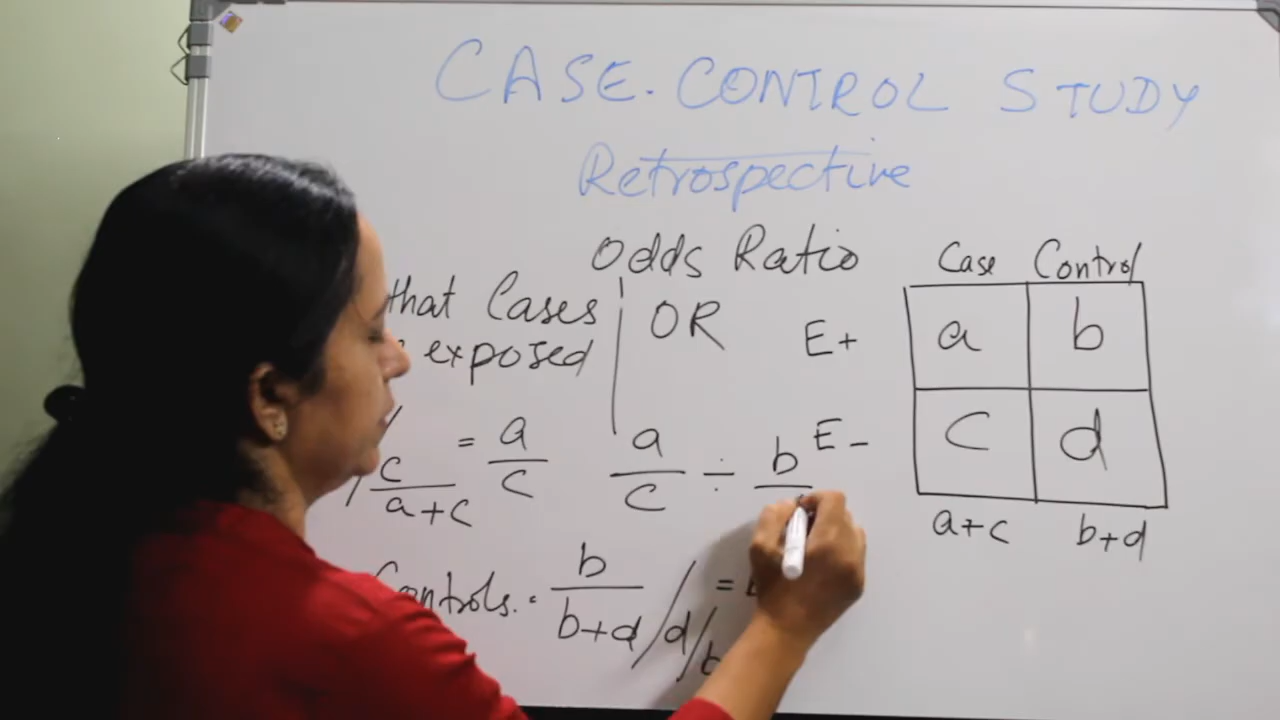 CASE-CONTROL STUDY
Retrospective
Odds Ratio
that Cases
exposed
OR
Case Control
E+ a b
E- c d
a+c b+d
c/a+c = a/c
a/c ÷ b/
Controls. = b/b+d / d/b =